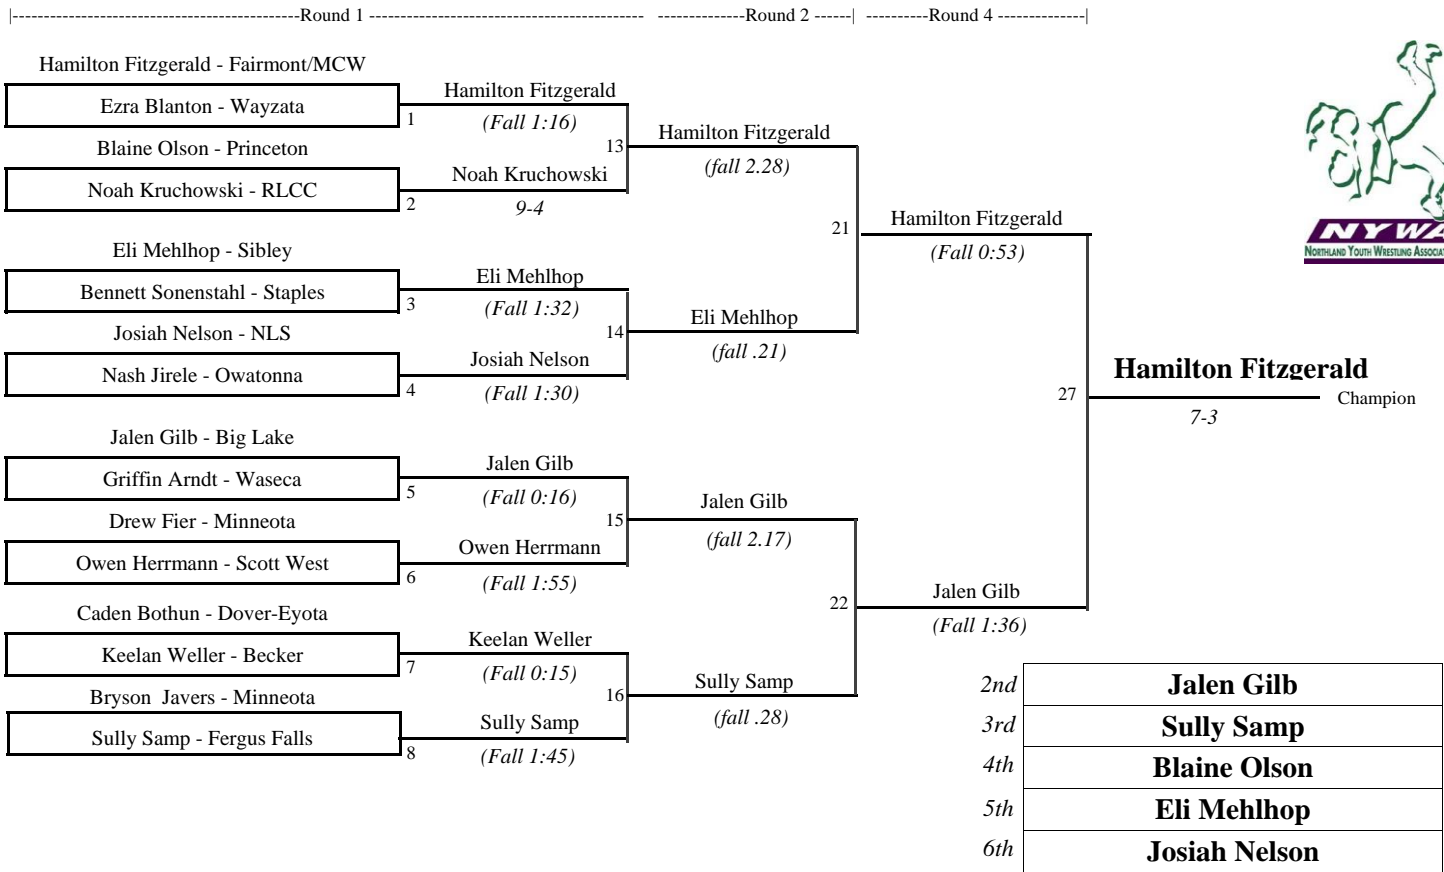 |-------------------------------------------Round 1 ----------------------------------------- -------------Round 2 ------| ----------Round 4 -------------|
Hamilton Fitzgerald - Fairmont/MCW
Ezra Blanton - Wayzata
1
Blaine Olson - Princeton
Noah Kruchowski - RLCC
2
Eli Mehlhop - Sibley
Bennett Sonenstahl - Staples
3
Josiah Nelson - NLS
Nash Jirele - Owatonna
4
Jalen Gilb - Big Lake
Griffin Arndt - Waseca
5
Drew Fier - Minneota
Owen Herrmann - Scott West
6
Caden Bothun - Dover-Eyota
Keelan Weller - Becker
7
Bryson  Javers - Minneota
Sully Samp - Fergus Falls
8
Hamilton Fitzgerald
(Fall 1:16)
13
Noah Kruchowski
9-4
Eli Mehlhop
(Fall 1:32)
14
Josiah Nelson
(Fall 1:30)
Jalen Gilb
(Fall 0:16)
15
Owen Herrmann
(Fall 1:55)
Keelan Weller
(Fall 0:15)
16
Sully Samp
(Fall 1:45)
Hamilton Fitzgerald
(fall 2.28)
21
Eli Mehlhop
(fall .21)
Jalen Gilb
(fall 2.17)
22
Sully Samp
(fall .28)
Hamilton Fitzgerald
(Fall 0:53)
27
Jalen Gilb
(Fall 1:36)
NYWA
Northland Youth Wrestling Associat
Hamilton Fitzgerald
Champion
7-3
2nd Jalen Gilb
3rd Sully Samp
4th Blaine Olson
5th Eli Mehlhop
6th Josiah Nelson